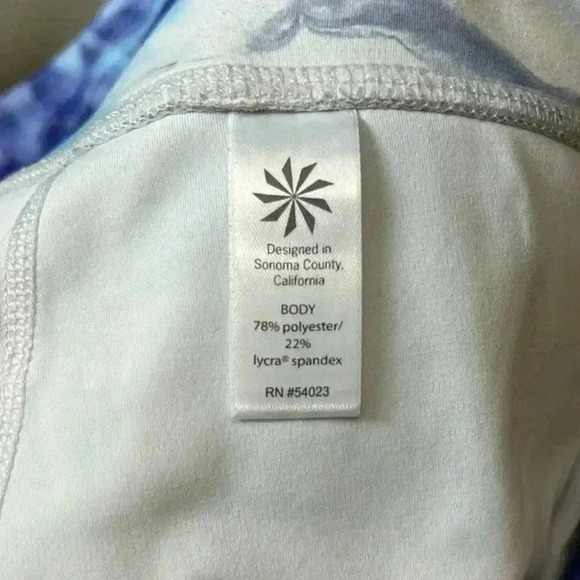 Designed in
Sonoma County,
California
BODY
78% polyester/
22%
lycra® spandex
RN #54023